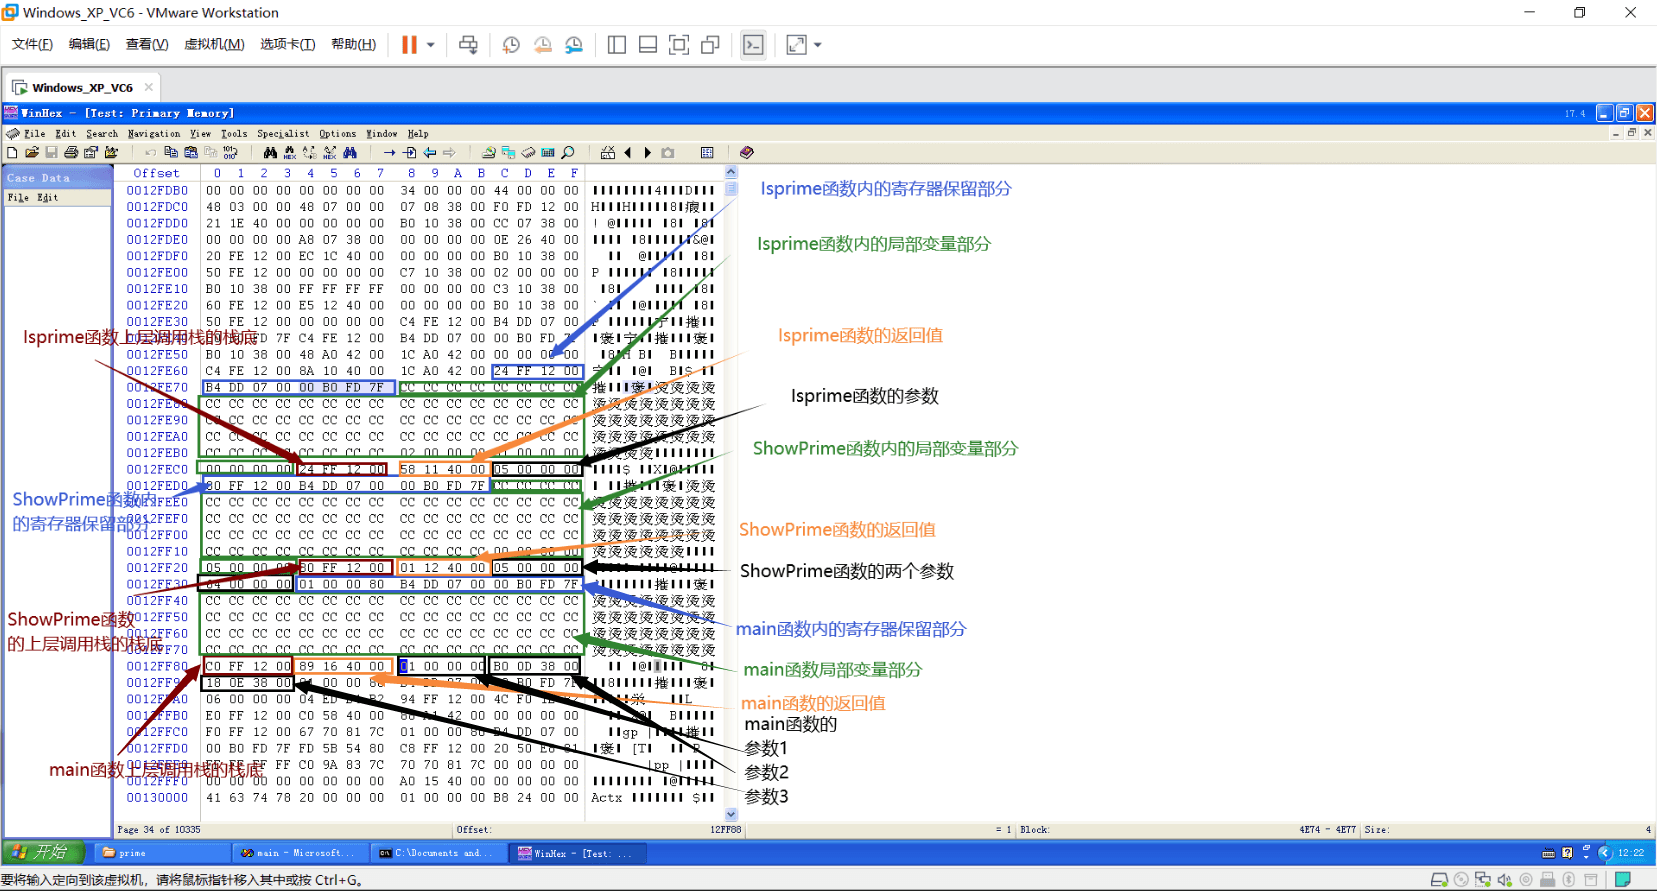 Windows_XP_VC6 - VMware Workstation
文件(F) 编辑(E) 查看(V) 虚拟机(M) 选项卡(T) 帮助(H)
Windows_XP_VC6
WinHex - [Test: Primary Memory]
17.4
File Edit Search Navigation View Tools Specialist Options Window Help
Case Data
File Edit
Offset 0 1 2 3 4 5 6 7 8 9 A B C D E F
0012FDB0 00 00 00 00 00 00 00 00 34 00 00 00 44 00 00 00
0012FDC0 48 03 00 00 48 07 00 00 07 08 38 00 F0 FD 12 00
0012FDD0 21 1E 40 00 00 00 00 00 B0 10 38 00 CC 07 38 00
0012FDE0 00 00 00 00 A8 07 38 00 00 00 00 00 0E 26 40 00
0012FDF0 20 FE 12 00 EC 1C 40 00 00 00 00 00 B0 10 38 00
0012FE00 50 FE 12 00 00 00 00 00 C7 10 38 00 02 00 00 00
0012FE10 B0 10 38 00 FF FF FF FF 00 00 00 00 C3 10 38 00
0012FE20 60 FE 12 00 E5 12 40 00 00 00 00 00 B0 10 38 00
0012FE30 50 FE 12 00 00 00 00 00 C4 FE 12 00 B4 DD 07 00
7F C4 FE 12 00 B4 DD 07 00 00 B0 FD 7F
0012FE50 B0 10 38 00 48 A0 42 00 1C A0 42 00 00 00 00 00
0012FE60 C4 FE 12 00 8A 10 40 00 1C A0 42 00 24 FF 12 00
0012FE70 B4 DD 07 00 00 B0 FD 7F CC CC CC CC CC CC CC CC
0012FE80 CC CC CC CC CC CC CC CC CC CC CC CC CC CC CC CC
0012FE90 CC CC CC CC CC CC CC CC CC CC CC CC CC CC CC CC
0012FEA0 CC CC CC CC CC CC CC CC CC CC CC CC CC CC CC CC
0012FEB0 CC CC CC CC CC CC CC CC 02 00 00 00 CC CC CC CC
0012FEC0 00 00 00 00 24 FF 12 00 58 11 40 00 05 00 00 00
0012FED0 80 FF 12 00 B4 DD 07 00 00 B0 FD 7F CC CC CC CC
0012FEE0 CC CC CC CC CC CC CC CC CC CC CC CC CC CC CC CC
0012FEF0 CC CC CC CC CC CC CC CC CC CC CC CC CC CC CC CC
0012FF00 CC CC CC CC CC CC CC CC CC CC CC CC CC CC CC CC
0012FF10 CC CC CC CC CC CC CC CC CC CC CC CC 00 00 00 00
0012FF20 05 00 00 00 80 FF 12 00 01 12 40 00 05 00 00 00
0012FF30 64 00 00 00 01 00 00 80 B4 DD 07 00 00 B0 FD 7F
0012FF40 CC CC CC CC CC CC CC CC CC CC CC CC CC CC CC CC
0012FF50 CC CC CC CC CC CC CC CC CC CC CC CC CC CC CC CC
0012FF60 CC CC CC CC CC CC CC CC CC CC CC CC CC CC CC CC
0012FF70 CC CC CC CC CC CC CC CC CC CC CC CC CC CC CC CC
0012FF80 C0 FF 12 00 89 16 40 00 01 00 00 00 B0 0D 38 00
0012FF90 18 0E 38 00 01 00 00 80 B4 DD 07 00 00 B0 FD 7F
0012FFA0 06 00 00 00 04 ED 94 FF 12 00
0012FFB0 E0 FF 12 00 C0 58 40 00 42 00 00 00 00 00
0012FFC0 F0 FF 12 00 67 70 81 7C 01 00 00 80 B4 DD 07 00
0012FFD0 00 B0 FD 7F FD 5B 54 80 C8 FF 12 00 20 50 81
FF C0 9A 83 7C 70 70 81 7C 00 00 00 00
0012FFF0 00 00 00 00 00 00 00 00 A0 15 40 00 00 00 00 00
00130000 41 63 74 78 20 00 00 00 01 00 00 00 B8 24 00 00 Actx
Isprime函数内的寄存器保留部分
Isprime函数内的局部变量部分
Isprime函数上层调用栈的栈底
Isprime函数的返回值
Isprime函数的参数
ShowPrime函数内的局部变量部分
ShowPrime函数内
的寄存器保留部分
ShowPrime函数的返回值
ShowPrime函数的两个参数
ShowPrime函数
的上层调用栈的栈底
main函数内的寄存器保留部分
main函数局部变量部分
main函数的返回值
main函数的
参数1
参数2
参数3
main函数上层调用栈的栈底
Page 34 of 10335 Offset: 12FF88 = 1 Block: 4E74 - 4E77 Size: 4
开始 prime main - Microsoft... C:\Documents and... WinHex - [Test: ... 12:22
要将输入定向到该虚拟机，请将鼠标指针移入其中或按 Ctrl+G。